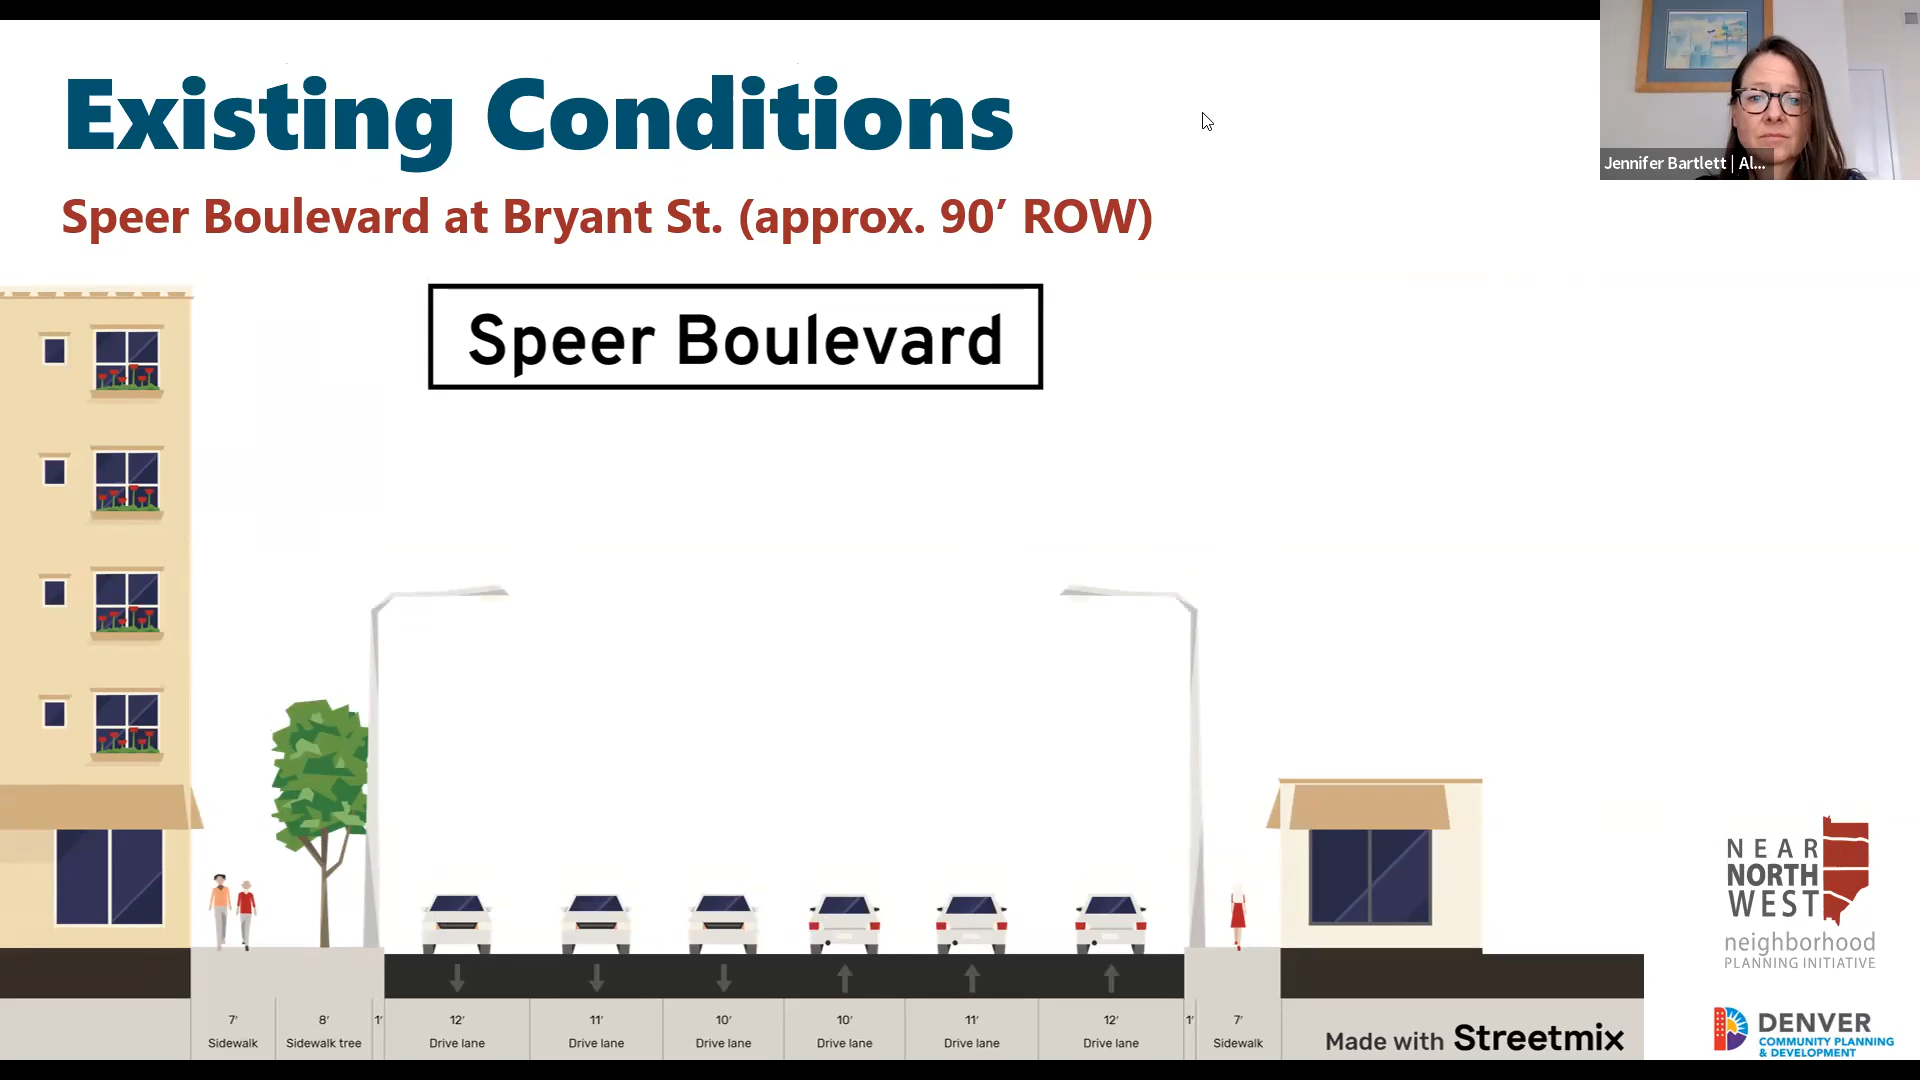 Existing Conditions
Jennifer Bartlett | Al...
Speer Boulevard at Bryant St. (approx. 90’ ROW)
Speer Boulevard
NEAR
NORTH
WEST
neighborhood
PLANNING INITIATIVE
7' 8' 1' 12' 11' 10' 10' 11' 12' 1' 7'
Sidewalk Sidewalk tree Drive lane Drive lane Drive lane Drive lane Drive lane Drive lane Sidewalk
Made with Streetmix
DENVER
COMMUNITY PLANNING
& DEVELOPMENT